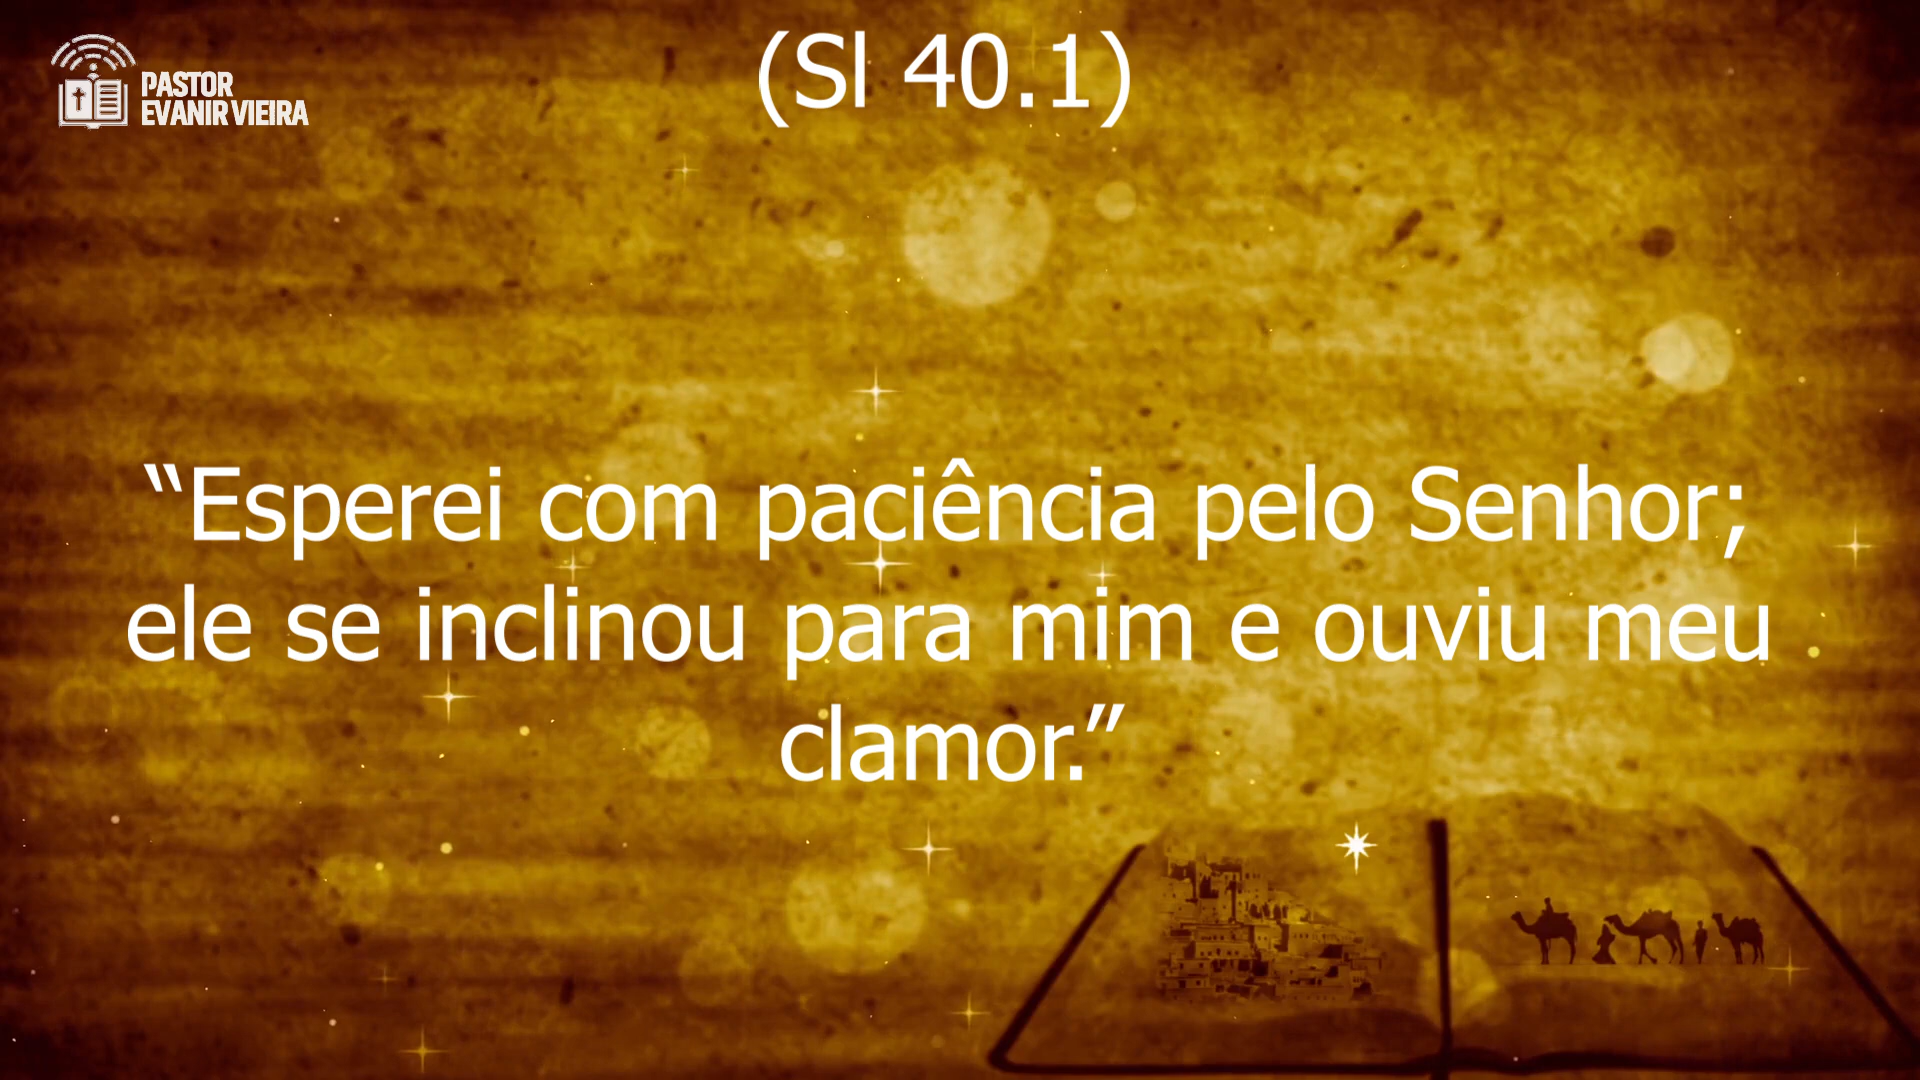 PASTOR
EVANIR VIEIRA
(Sl 40.1)
“Esperei com paciência pelo Senhor;
ele se inclinou para mim e ouviu meu
clamor.”